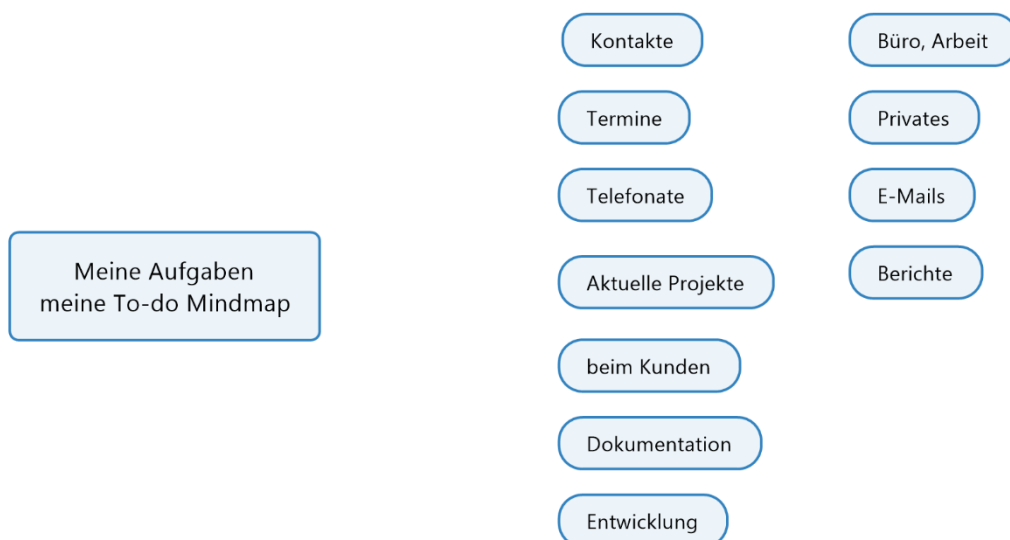 Meine Aufgaben
meine To-do Mindmap
Kontakte
Termine
Telefonate
Aktuelle Projekte
beim Kunden
Dokumentation
Entwicklung
Büro, Arbeit
Privates
E-Mails
Berichte